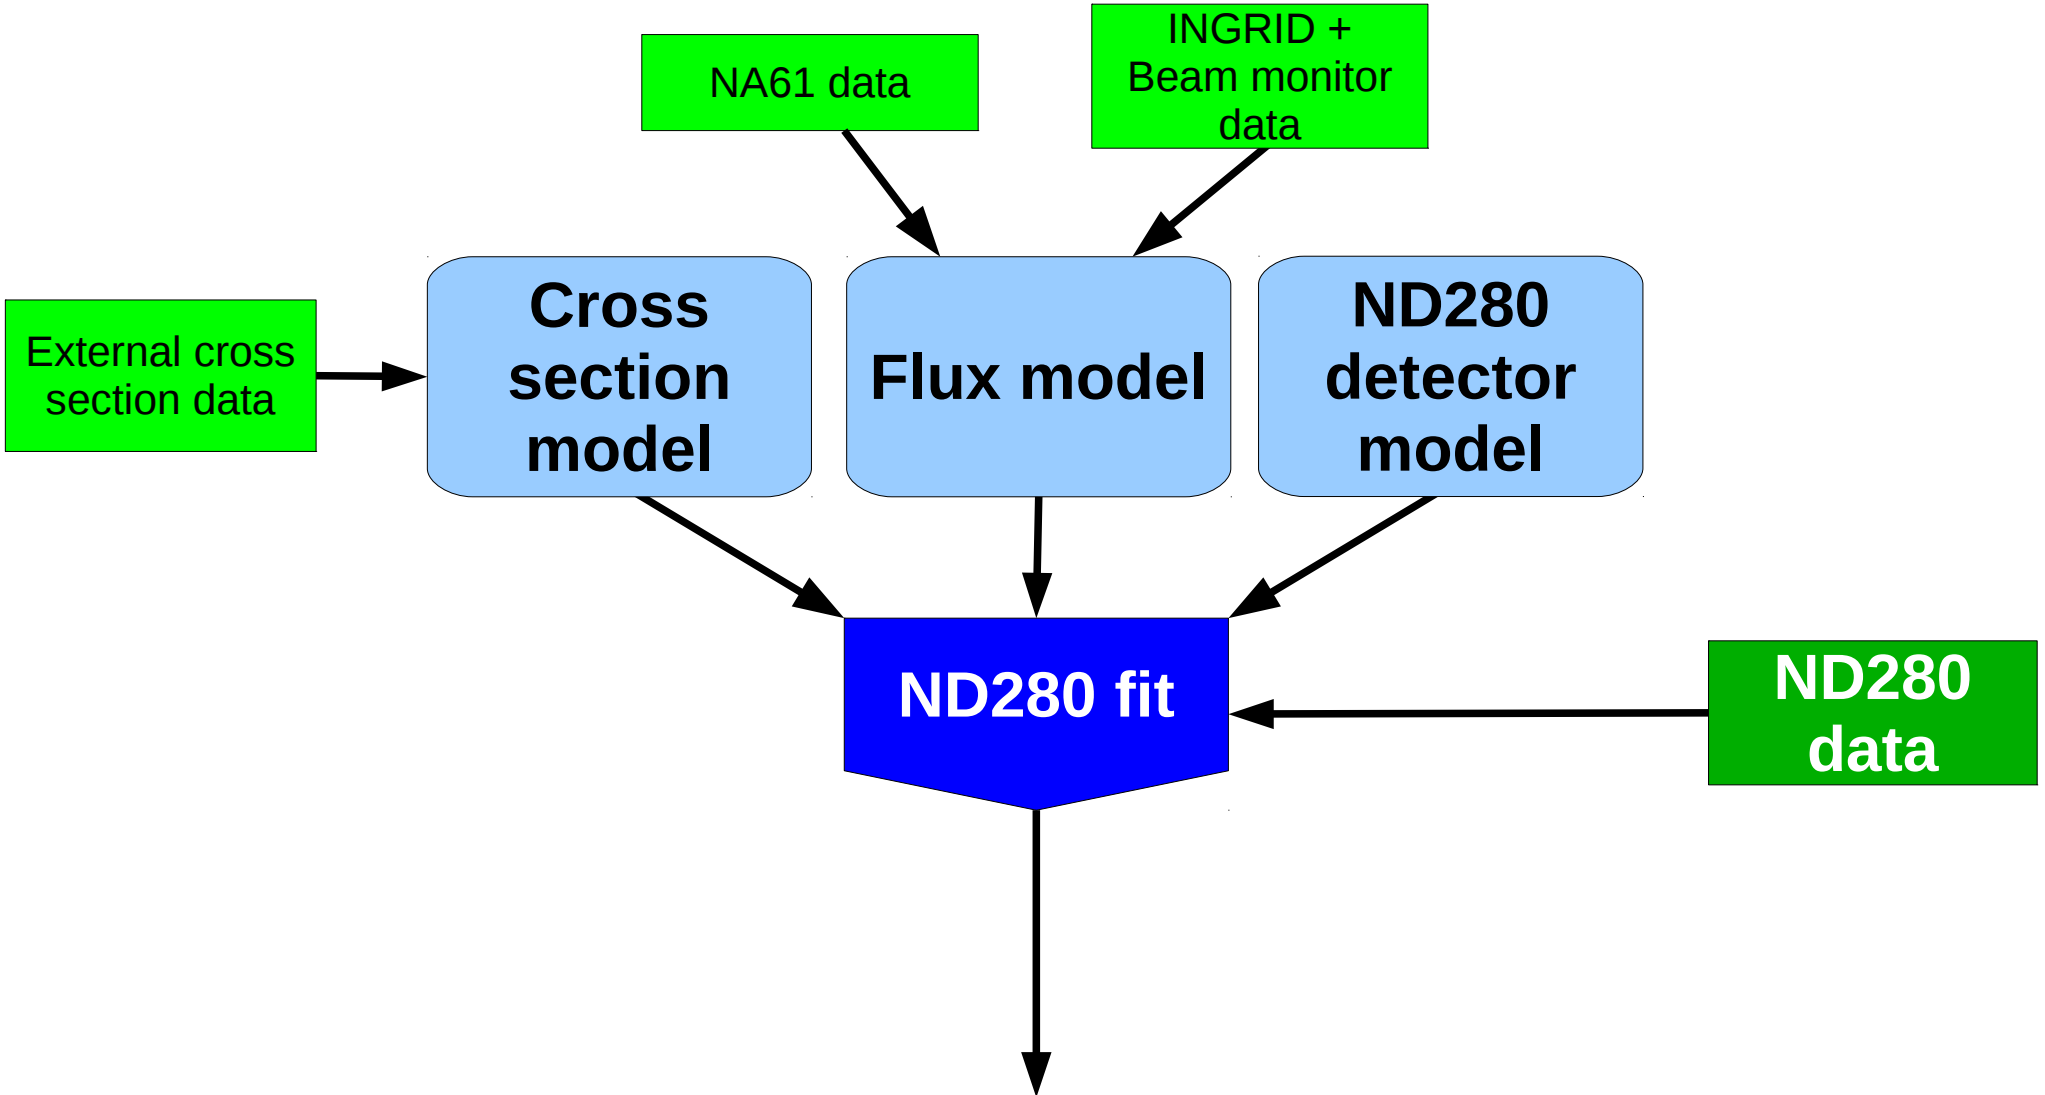 NA61 data
INGRID +
Beam monitor
data
External cross
section data
Cross
section
model
Flux model
ND280
detector
model
ND280 fit
ND280
data